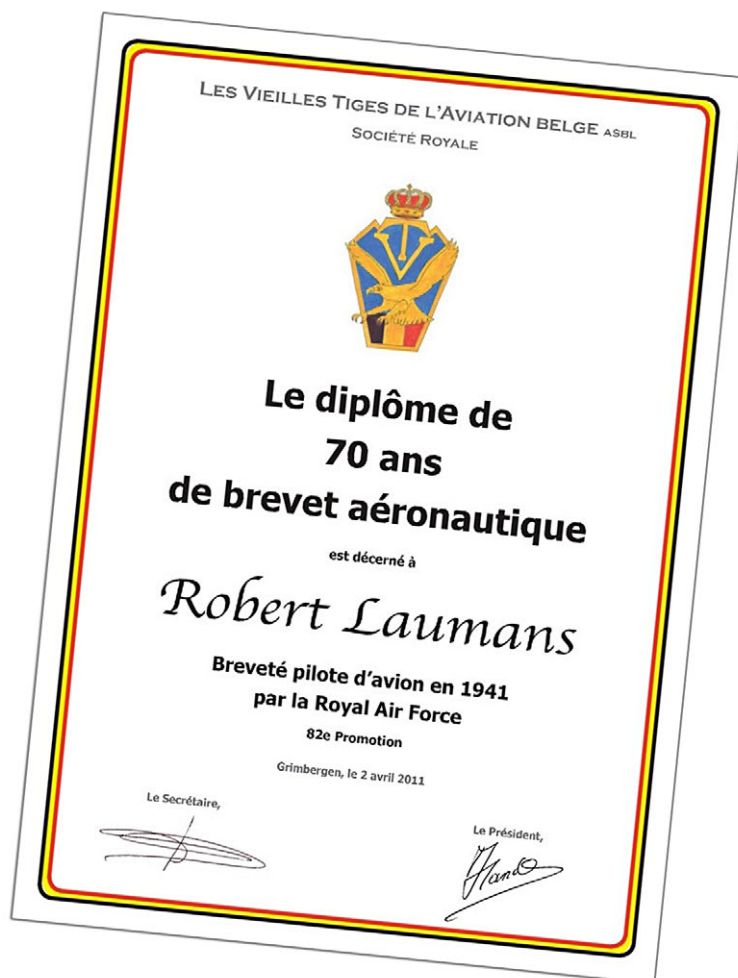 LES VIEILLES TIGES DE L'AVIATION BELGE ASBL
SOCIÉTÉ ROYALE
VT
Le diplôme de
70 ans
de brevet aéronautique
est décerné à
Robert Laumans
Breveté pilote d'avion en 1941
par la Royal Air Force
82e Promotion
Grimbergen, le 2 avril 2011
Le Secrétaire,
Le Président,